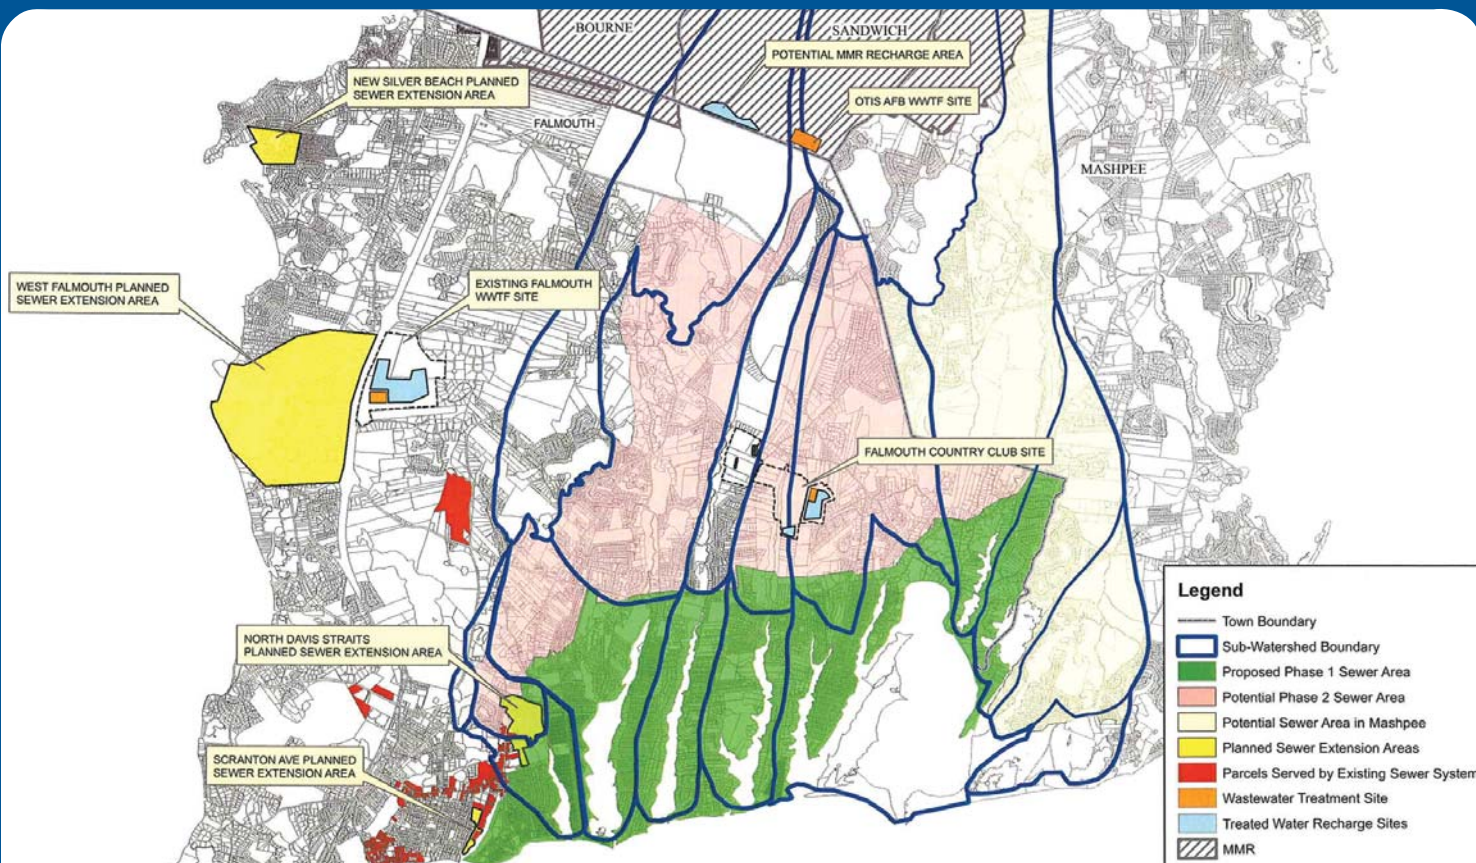 BOURNE
SANDWICH
POTENTIAL MMR RECHARGE AREA
NEW SILVER BEACH PLANNED
SEWER EXTENSION AREA
OTIS AFB WWTF SITE
FALMOUTH
MASHPEE
WEST FALMOUTH PLANNED
SEWER EXTENSION AREA
EXISTING FALMOUTH
WWTF SITE
FALMOUTH COUNTRY CLUB SITE
NORTH DAVIS STRAITS
PLANNED SEWER EXTENSION AREA
SCRANTON AVE PLANNED
SEWER EXTENSION AREA
Legend
Town Boundary
Sub-Watershed Boundary
Proposed Phase 1 Sewer Area
Potential Phase 2 Sewer Area
Potential Sewer Area in Mashpee
Planned Sewer Extension Areas
Parcels Served by Existing Sewer System
Wastewater Treatment Site
Treated Water Recharge Sites
MMR